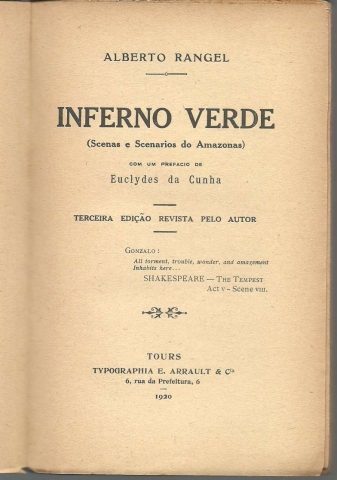 ALBERTO RANGEL
INFERNO VERDE
(Scenas e Scenarios do Amazonas)
COM UM PREFACIO DE
Euclydes da Cunha
TERCEIRA EDIÇÃO REVISTA PELO AUTOR
GONZALO :
All torment, trouble, wonder, and amazement
Inhabits here...
SHAKESPEARE — THE TEMPEST
Act v - Scene viii.
TOURS
TYPOGRAPHIA E. ARRAULT & Cia
6, rua da Prefeitura, 6
1920